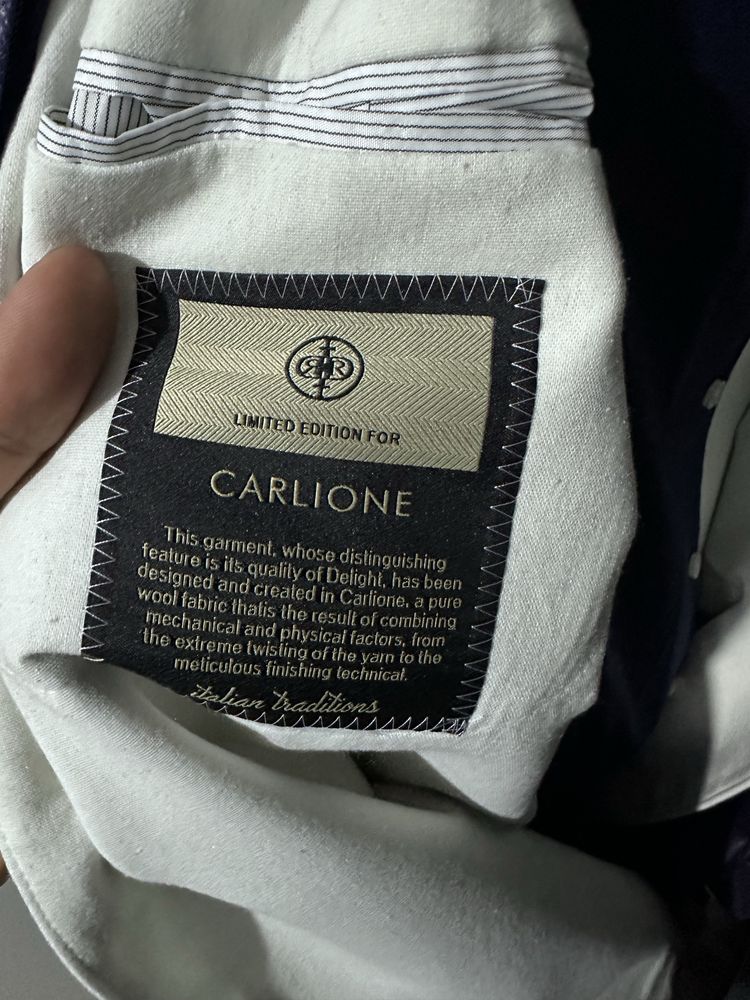 LIMITED EDITION FOR
CARLIONE
This garment, whose distinguishing
feature is its quality of Delight, has been
designed and created in Carlione, a pure
wool fabric thatis the result of combining
mechanical and physical factors, from
the extreme twisting of the yarn to the
meticulous finishing technical.
italian traditions